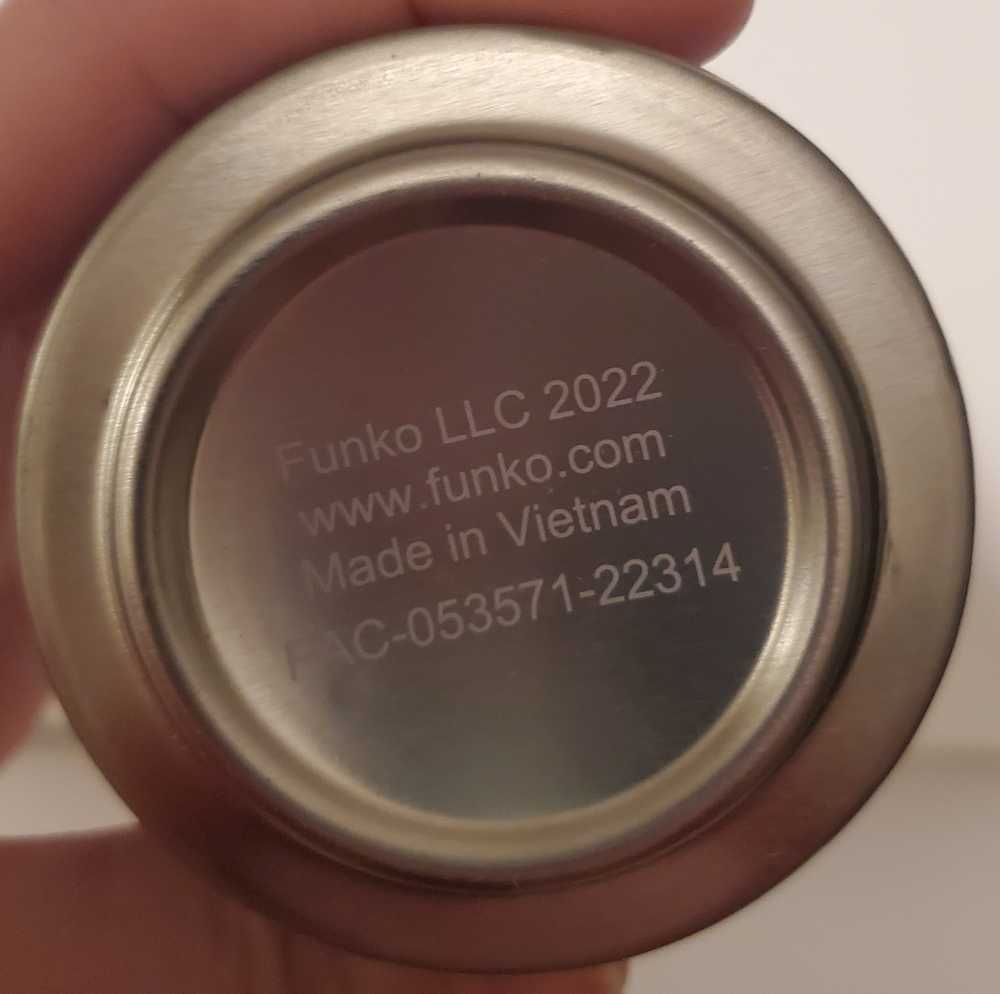 Funko LLC 2022
www.funko.com
Made in Vietnam
FAC-053571-22314